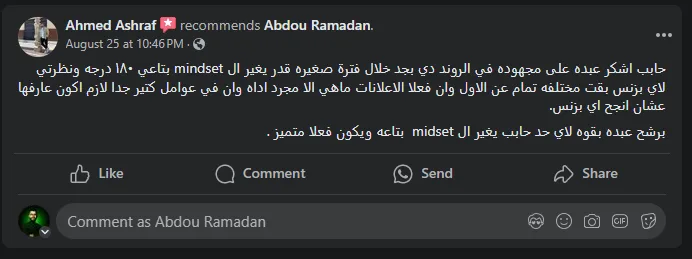 Ahmed Ashraf recommends Abdou Ramadan.
August 25 at 10:46 PM ·
حابب اشكر عبده على مجهوده في الروند دي بجد خلال فترة صغيره قدر يغير ال mindset بتاعي ١٨٠ درجه ونظرتي
لاي بزنس بقت مختلفه تمام عن الاول وان فعلا الاعلانات ماهي الا مجرد اداه وان في عوامل كتير جدا لازم اكون عارفها
عشان انجح اي بزنس.
برشح عبده بقوه لاي حد حابب يغير ال midset بتاعه ويكون فعلا متميز .
Like Comment Send Share
Comment as Abdou Ramadan GIF